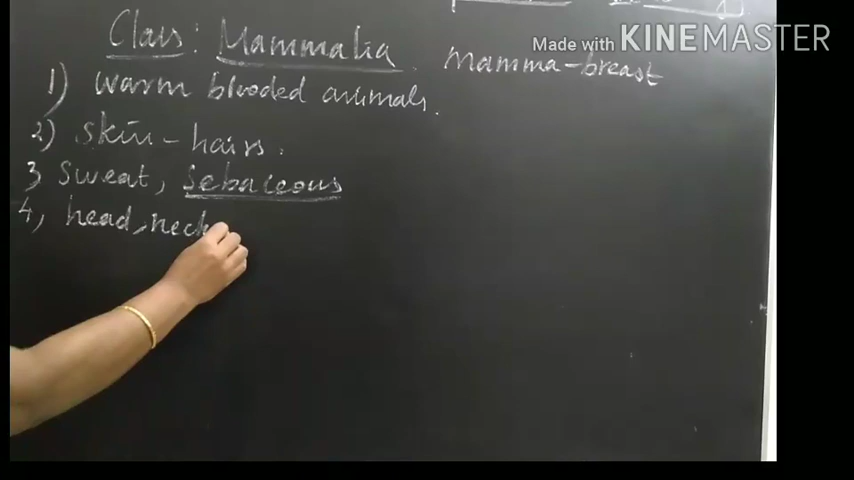 Made with KINEMASTER
Class: Mammalia
mamma-breast
1) warm blooded animals.
2) Skin-hairs.
3 Sweat, Sebaceous
4, head, neck